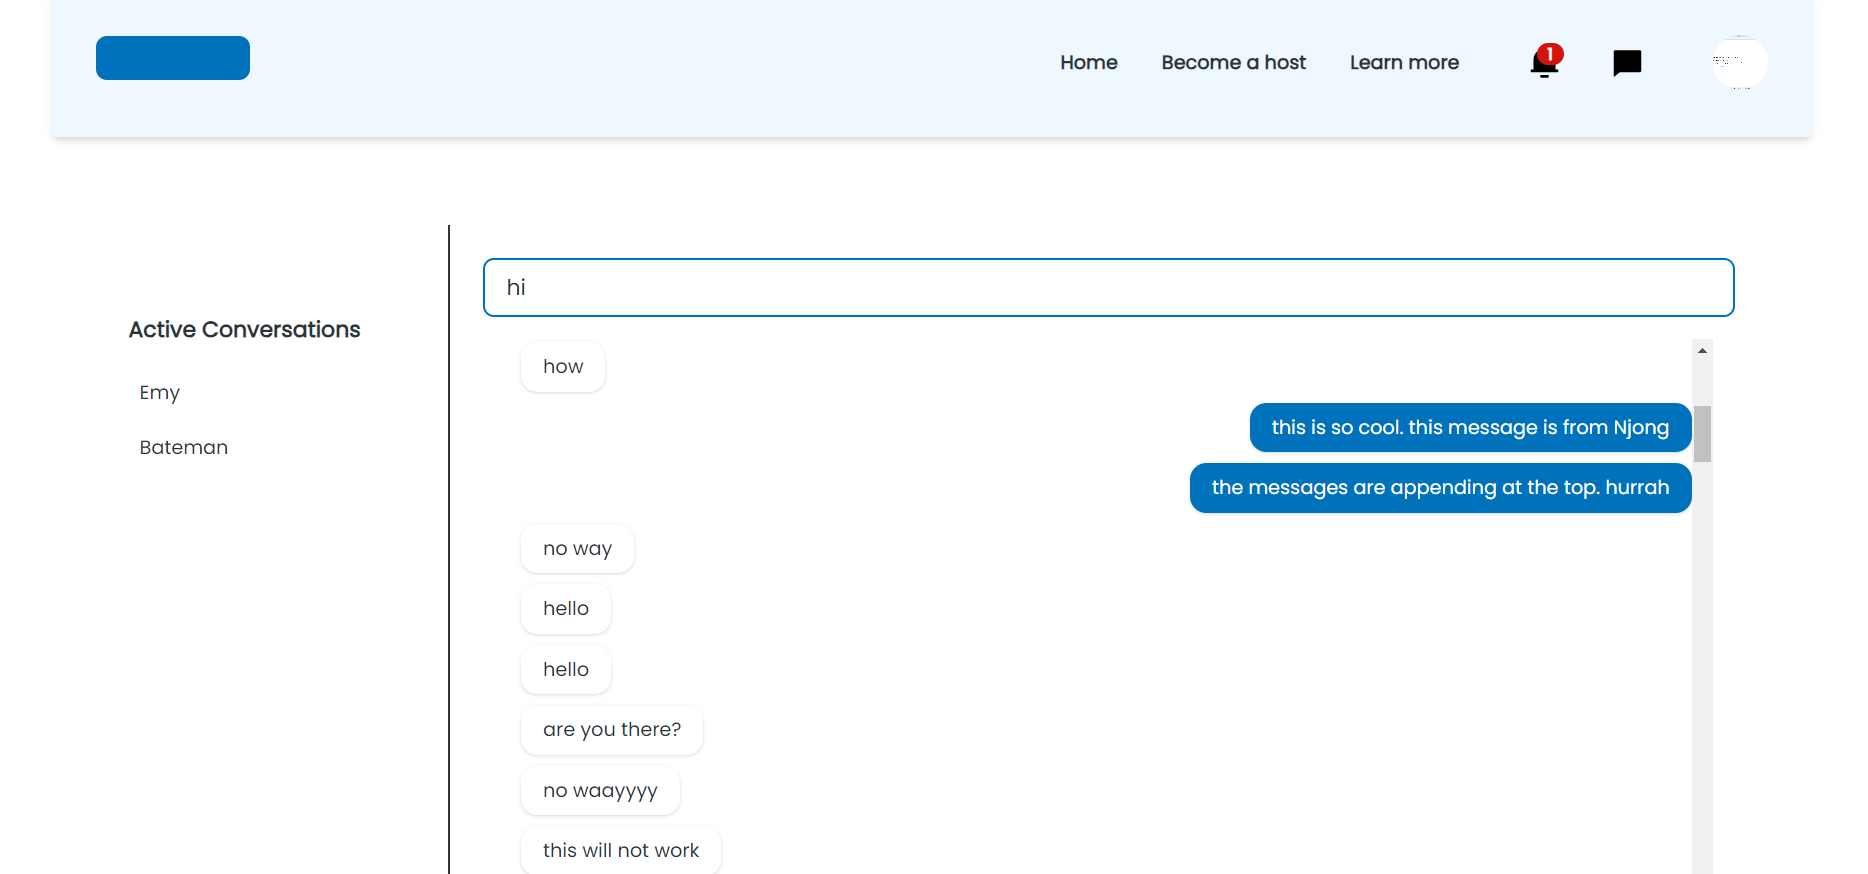 Home Become a host Learn more 1
Active Conversations
Emy
Bateman
hi
how
this is so cool. this message is from Njong
the messages are appending at the top. hurrah
no way
hello
hello
are you there?
no waayyyy
this will not work